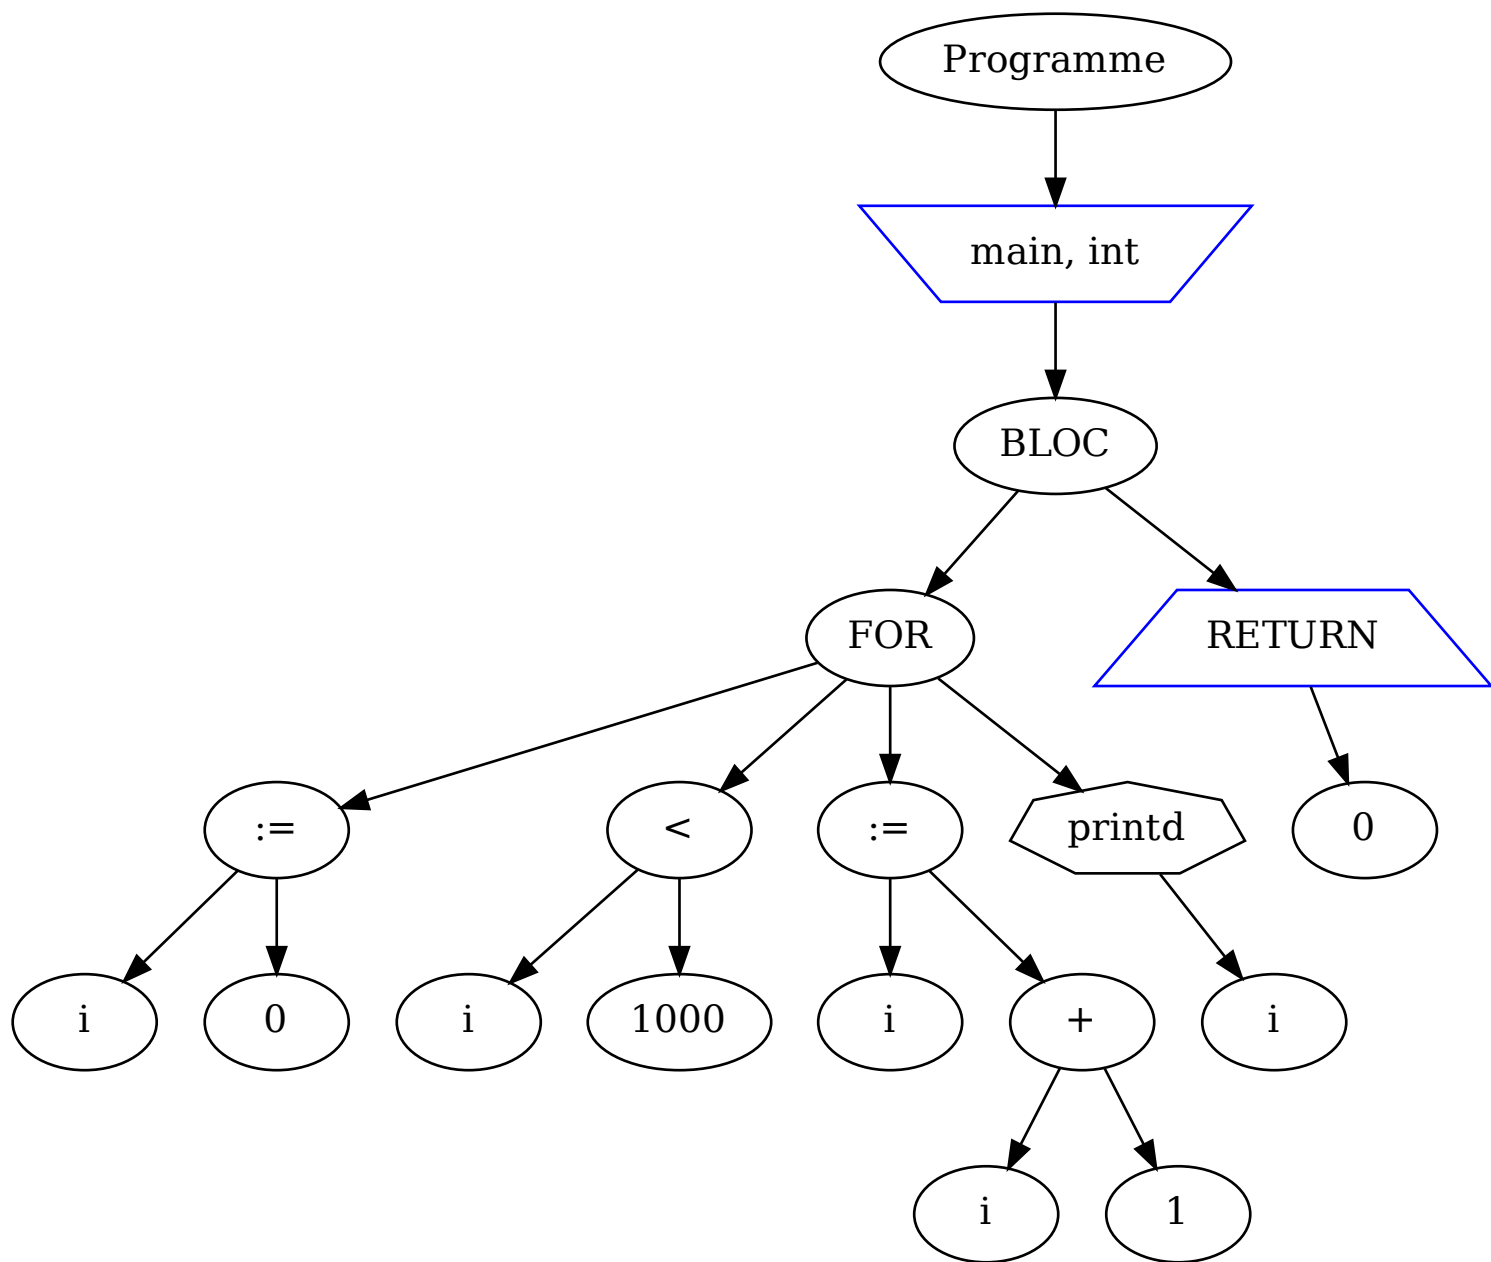 Programme
main, int
BLOC
FOR
RETURN
:=
<
:=
printd
0
i
0
i
1000
i
+
i
i
1